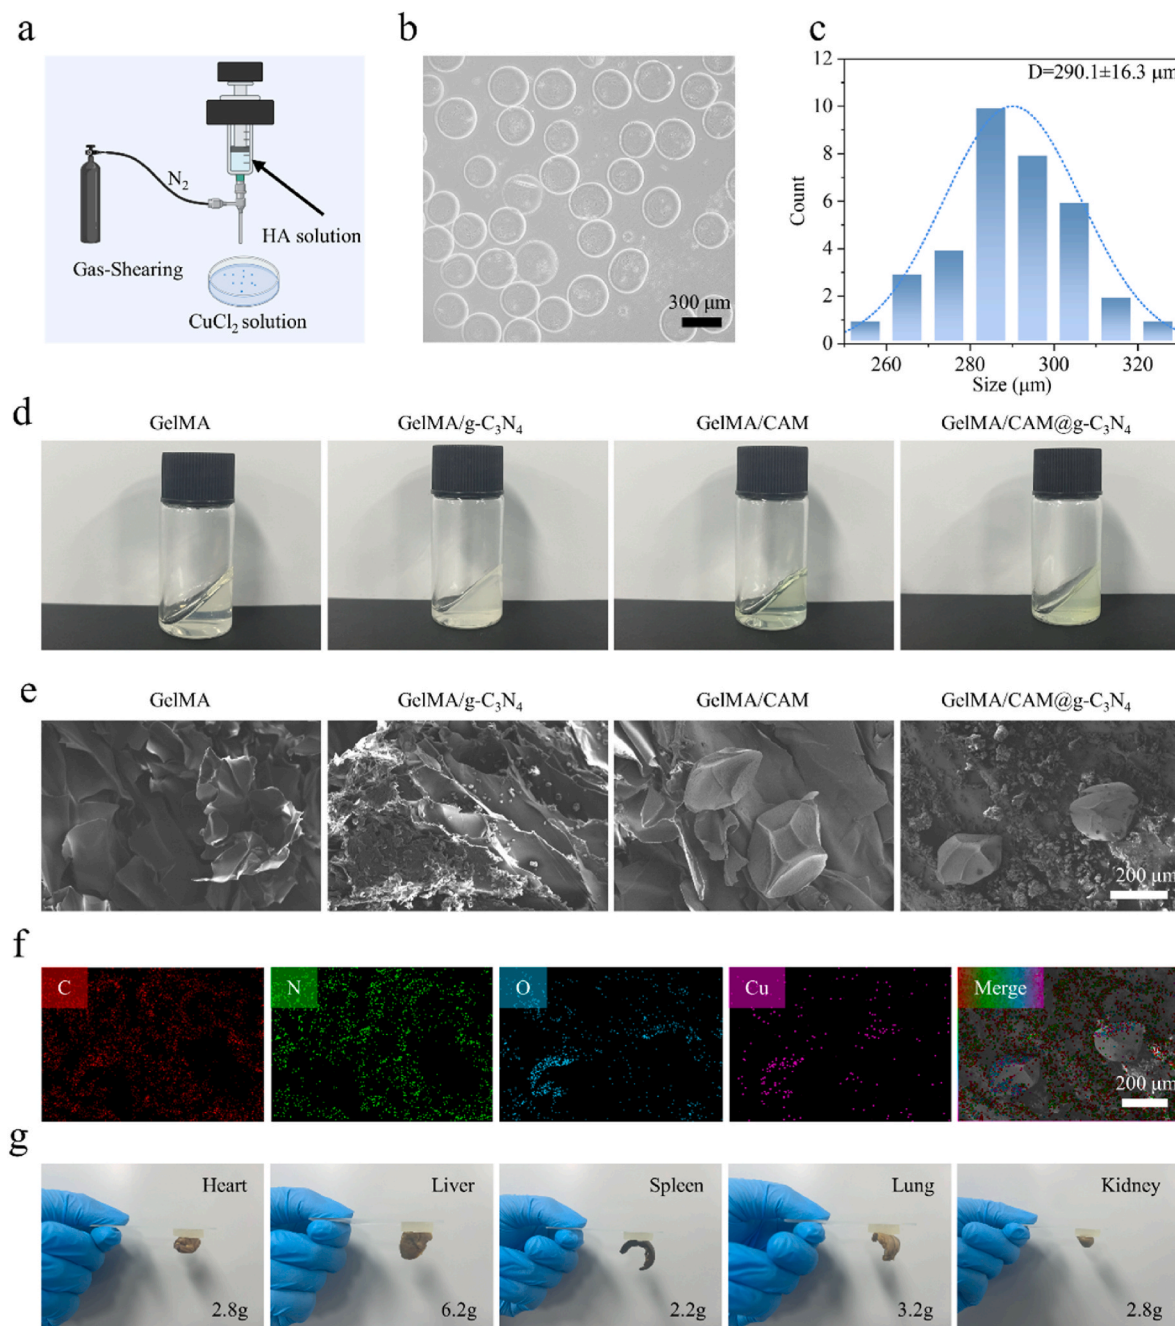 a
N₂
HA solution
Gas-Shearing
CuCl₂ solution
b
300 μm
c
D=290.1±16.3 μm
12
10
8
6
4
2
0
Count
260
280
300
320
Size (μm)
d
GelMA
GelMA/g-C₃N₄
GelMA/CAM
GelMA/CAM@g-C₃N₄
e
GelMA
GelMA/g-C₃N₄
GelMA/CAM
GelMA/CAM@g-C₃N₄
200 μm
f
C
N
O
Cu
Merge
200 μm
g
Heart
Liver
Spleen
Lung
Kidney
2.8g
6.2g
2.2g
3.2g
2.8g